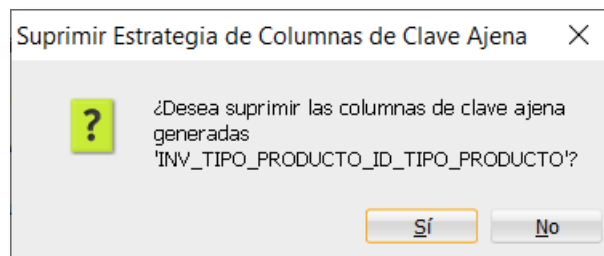 Suprimir Estrategia de Columnas de Clave Ajena
¿Desea suprimir las columnas de clave ajena
generadas
'INV_TIPO_PRODUCTO_ID_TIPO_PRODUCTO'?
Sí
No